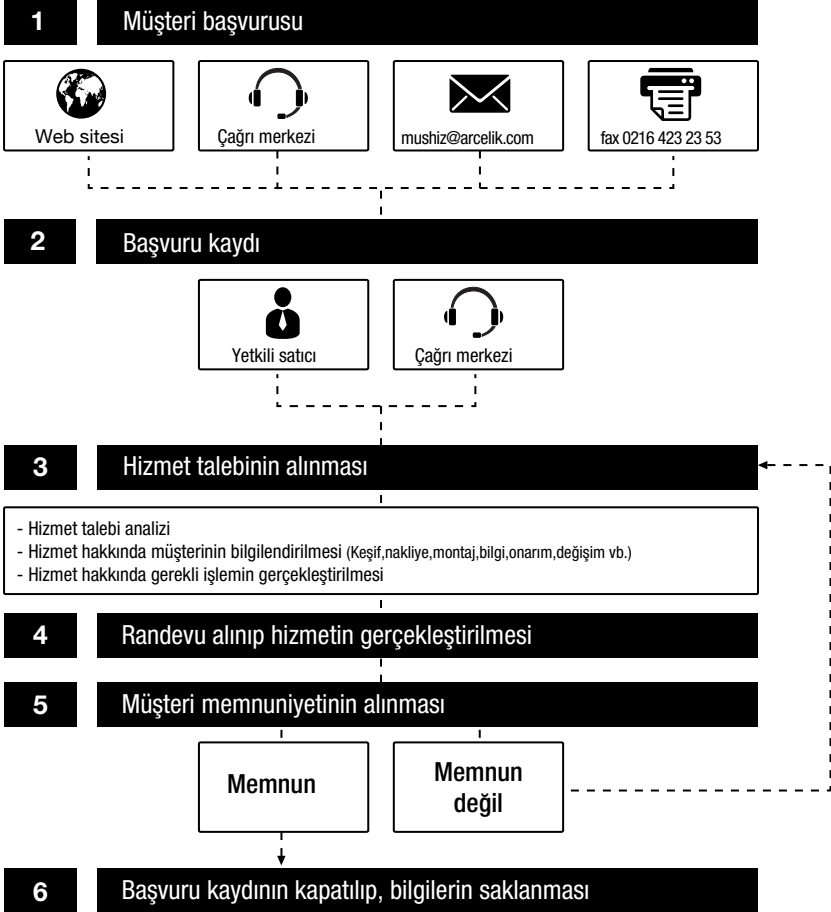 1 Müşteri başvurusu
Web sitesi
Çağrı merkezi
mushiz@arcelik.com
fax 0216 423 23 53
2 Başvuru kaydı
Yetkili satıcı
Çağrı merkezi
3 Hizmet talebinin alınması
- Hizmet talebi analizi
- Hizmet hakkında müşterinin bilgilendirilmesi (Keşif,nakliye,montaj,bilgi,onarım,değişim vb.)
- Hizmet hakkında gerekli işlemin gerçekleştirilmesi
4 Randevu alınıp hizmetin gerçekleştirilmesi
5 Müşteri memnuniyetinin alınması
Memnun
Memnun
değil
6 Başvuru kaydının kapatılıp, bilgilerin saklanması